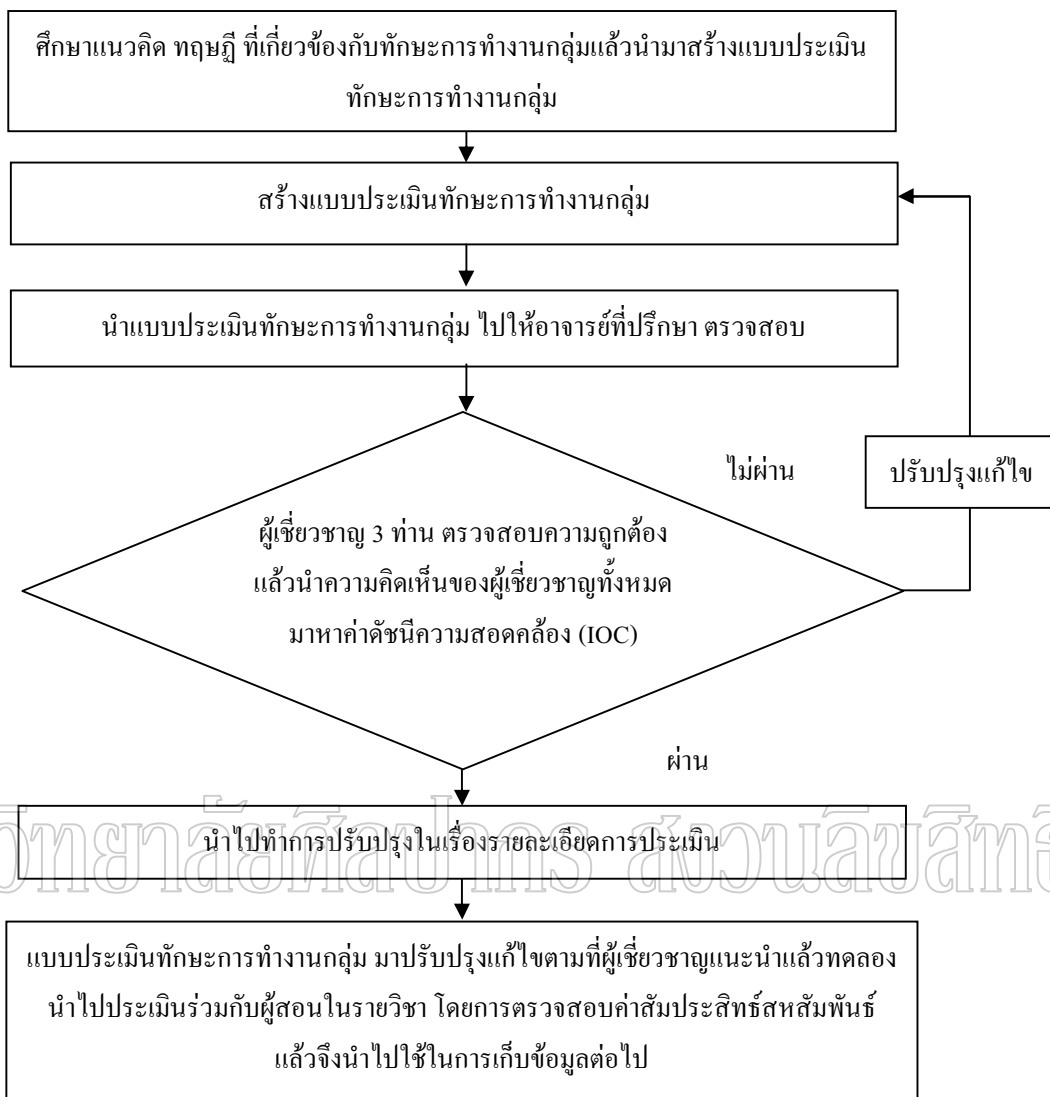 ศึกษาแนวคิด ทฤษฎี ที่เกี่ยวข้องกับทักษะการทำงานกลุ่มแล้วนำมาสร้างแบบประเมิน
ทักษะการทำงานกลุ่ม
สร้างแบบประเมินทักษะการทำงานกลุ่ม
นำแบบประเมินทักษะการทำงานกลุ่ม ไปให้อาจารย์ที่ปรึกษา ตรวจสอบ
ไม่ผ่าน
ปรับปรุงแก้ไข
ผู้เชี่ยวชาญ 3 ท่าน ตรวจสอบความถูกต้อง
แล้วนำความคิดเห็นของผู้เชี่ยวชาญทั้งหมด
มาหาค่าดัชนีความสอดคล้อง (IOC)
ผ่าน
นำไปทำการปรับปรุงในเรื่องรายละเอียดการประเมิน
วิทยาลัยศิลปากร สงวนลิขสิทธิ์
แบบประเมินทักษะการทำงานกลุ่ม มาปรับปรุงแก้ไขตามที่ผู้เชี่ยวชาญแนะนำแล้วทดลอง
นำไปประเมินร่วมกับผู้สอนในรายวิชา โดยการตรวจสอบค่าสัมประสิทธ์สหสัมพันธ์
แล้วจึงนำไปใช้ในการเก็บข้อมูลต่อไป